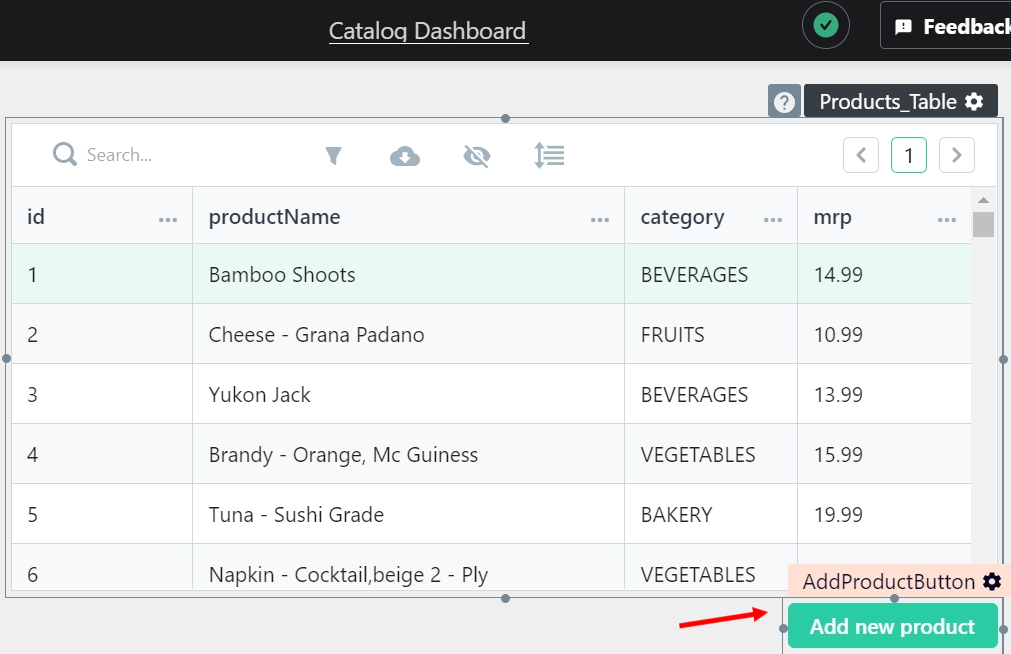 Catalog Dashboard
Feedback
? Products_Table
Search...
1
id ... productName ... category ... mrp ...
1 Bamboo Shoots BEVERAGES 14.99
2 Cheese - Grana Padano FRUITS 10.99
3 Yukon Jack BEVERAGES 13.99
4 Brandy - Orange, Mc Guiness VEGETABLES 15.99
5 Tuna - Sushi Grade BAKERY 19.99
6 Napkin - Cocktail,beige 2 - Ply VEGETABLES
AddProductButton
Add new product